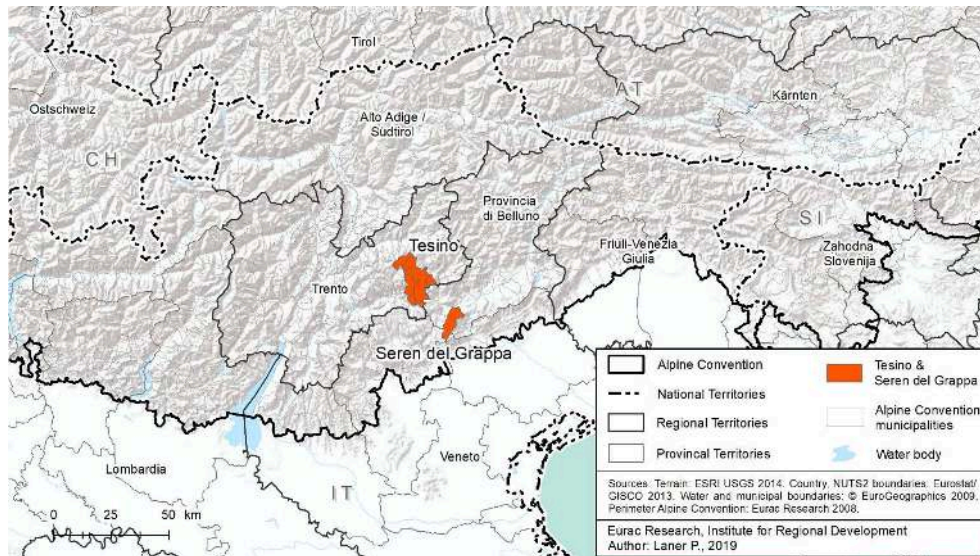 Tirol
Ostschweiz
AT
Kärnten
Alto Adige /
Südtirol
CH
Provincia
di Belluno
SI
Tesino
Friuli-Venezia
Giulia
Zahodna
Slovenija
Trento
Seren del Grappa
Lombardia
Veneto
IT
0 25 50 km
Alpine Convention
National Territories
Regional Territories
Provincal Territories
Tesino &
Seren del Grappa
Alpine Convention
municipalities
Water body
Sources: Terrain: ESRI USGS 2014. Country, NUTS2 boundaries: Eurostat/
GISCO 2013. Water and municipal boundaries: © EuroGeographics 2009.
Perimeter Alpine Convention: Eurac Research 2008.
Eurac Research, Institute for Regional Development
Author: Laner P., 2019